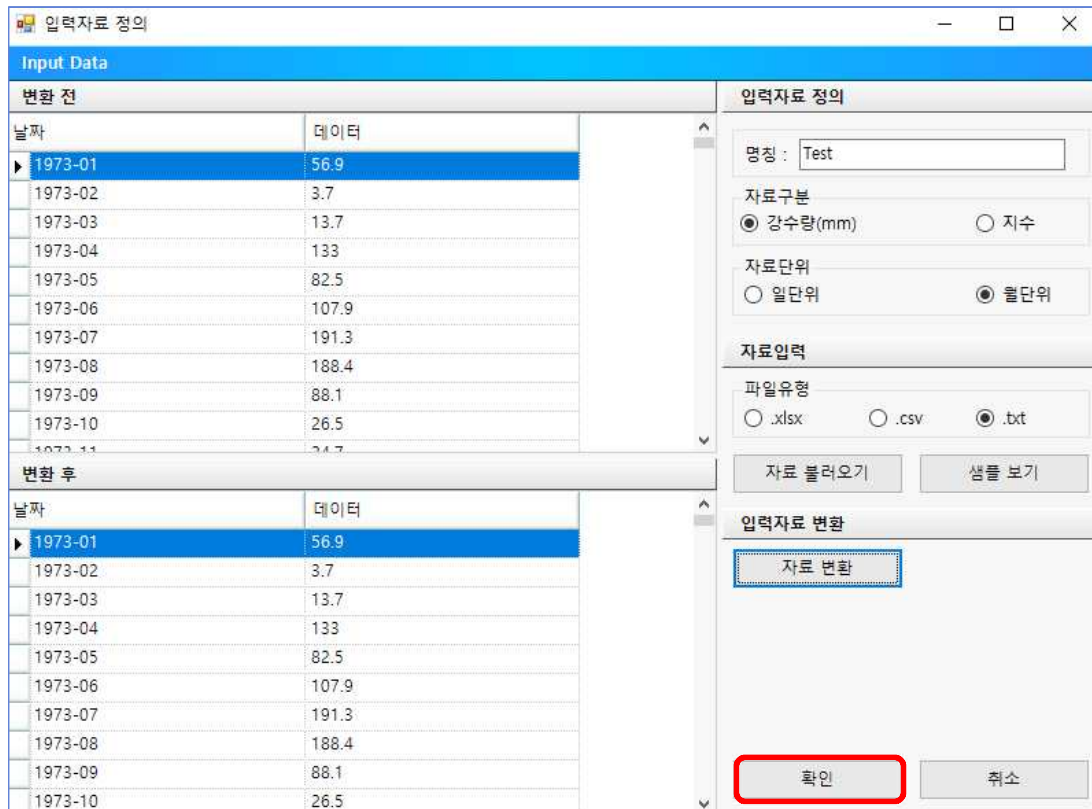 입력자료 정의
Input Data
변환 전
날짜 데이터
1973-01 56.9
1973-02 3.7
1973-03 13.7
1973-04 133
1973-05 82.5
1973-06 107.9
1973-07 191.3
1973-08 188.4
1973-09 88.1
1973-10 26.5
1973-11 24.7
변환 후
날짜 데이터
1973-01 56.9
1973-02 3.7
1973-03 13.7
1973-04 133
1973-05 82.5
1973-06 107.9
1973-07 191.3
1973-08 188.4
1973-09 88.1
1973-10 26.5
입력자료 정의
명칭 : Test
자료구분
강수량(mm) 지수
자료단위
일단위 월단위
자료입력
파일유형
.xlsx .csv .txt
자료 불러오기 샘플 보기
입력자료 변환
자료 변환
확인 취소